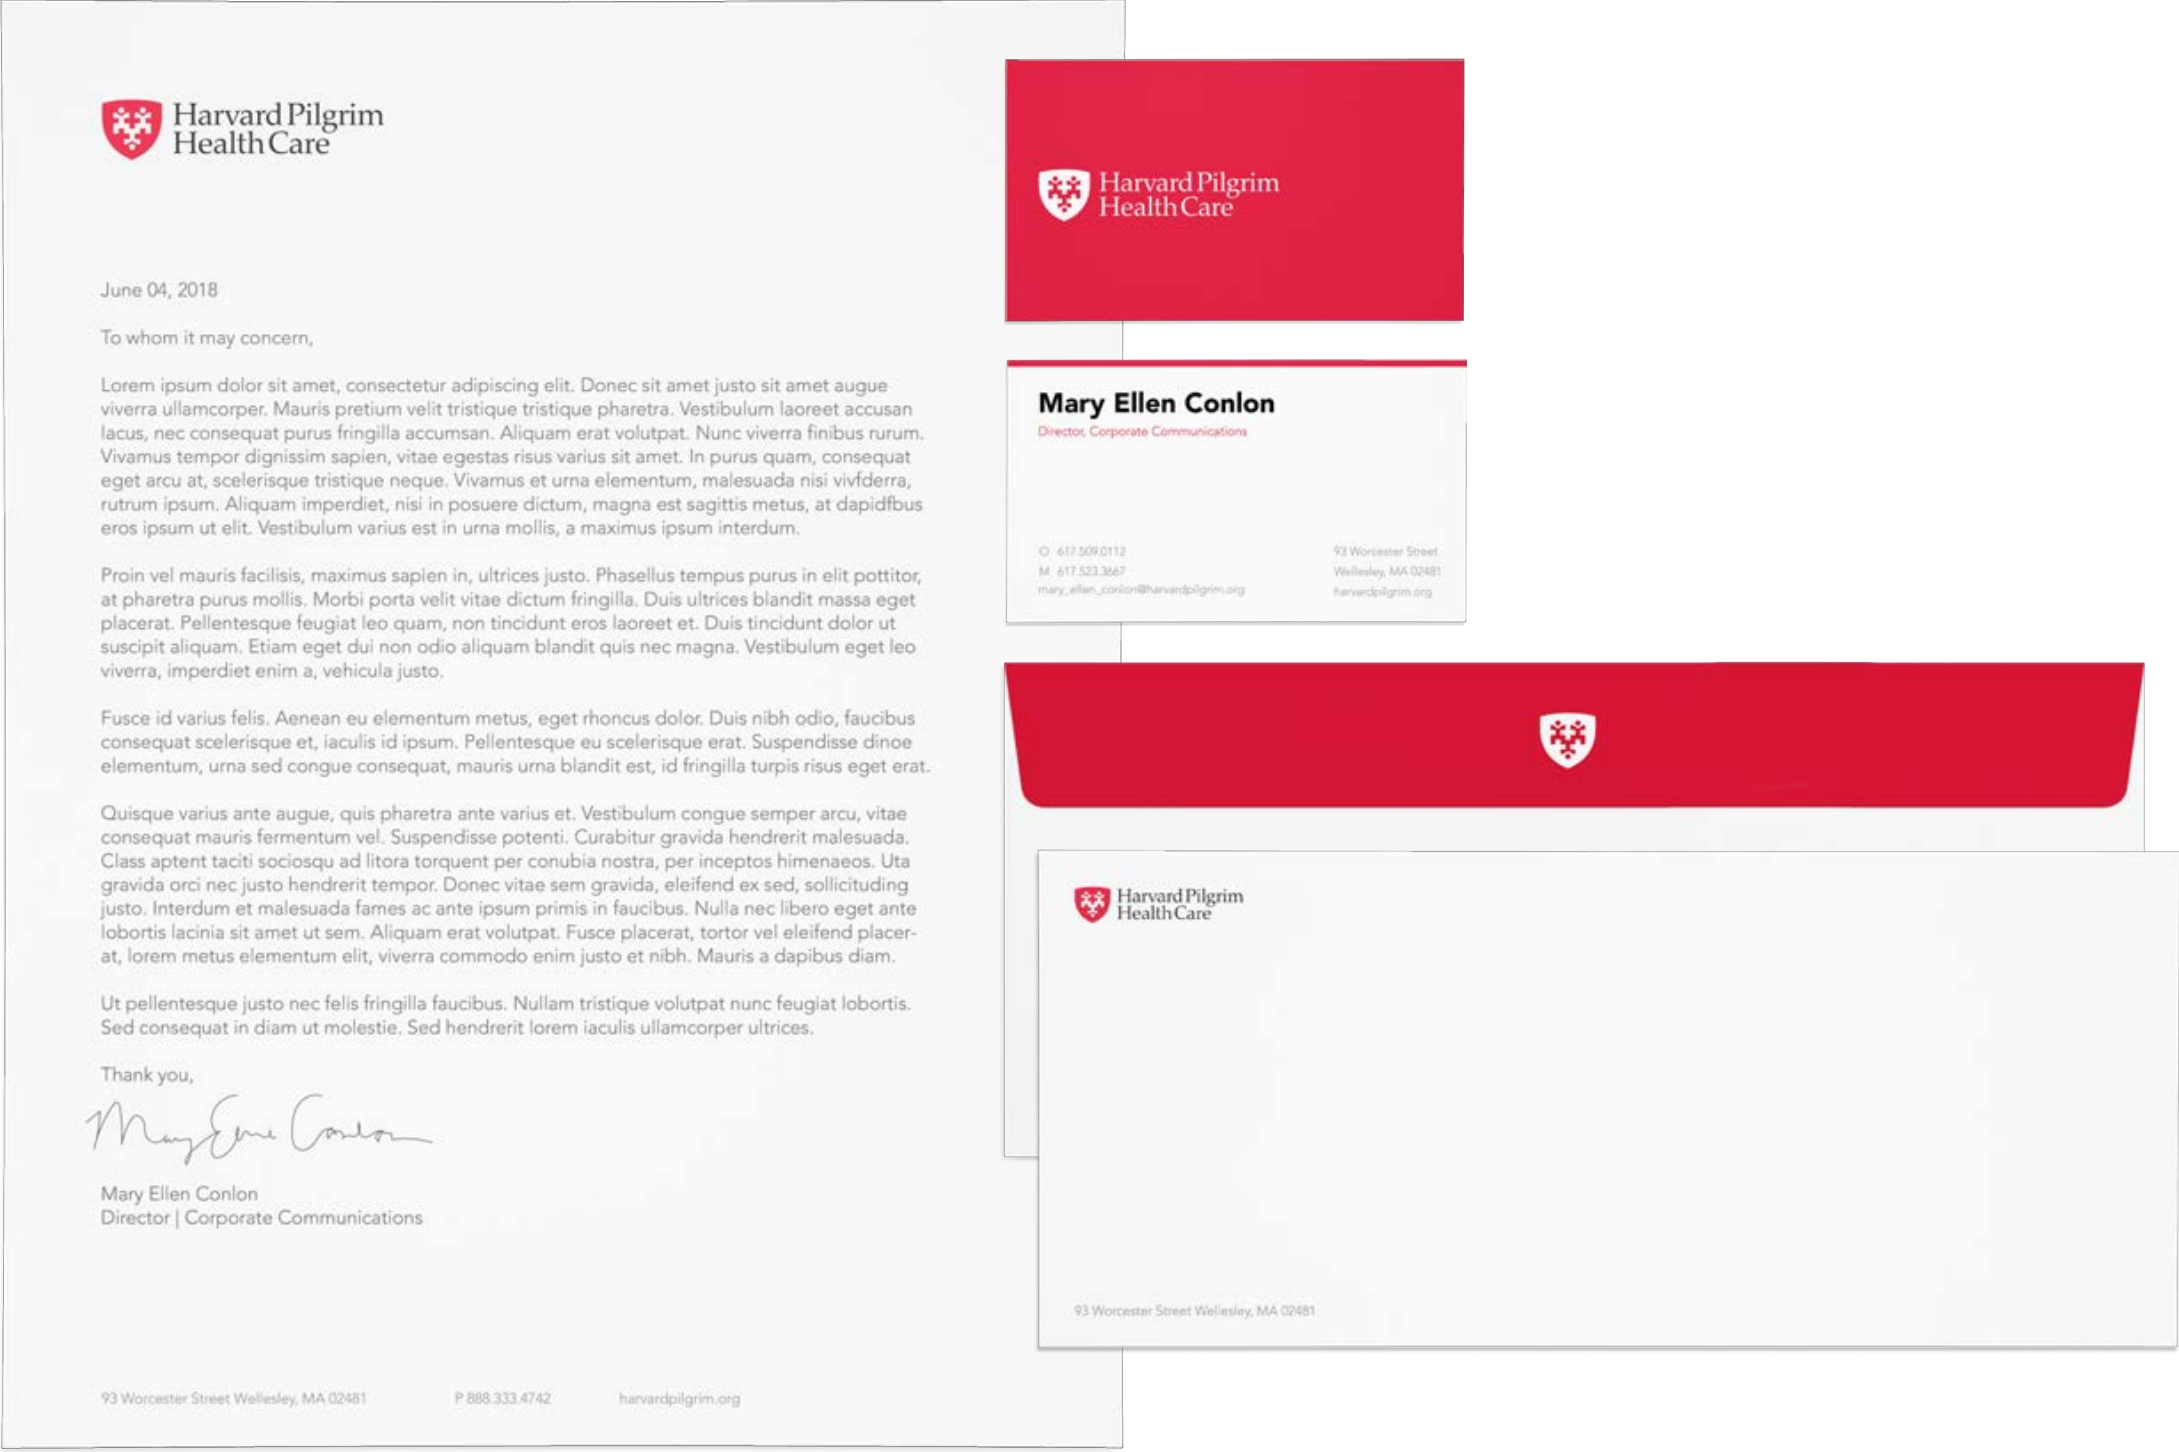 Harvard Pilgrim
Health Care
June 04, 2018
To whom it may concern,
Lorem ipsum dolor sit amet, consectetur adipiscing elit. Donec sit amet justo sit amet augue
viverra ullamcorper. Mauris pretium velit tristique tristique pharetra. Vestibulum laoreet accusan
lacus, nec consequat purus fringilla accumsan. Aliquam erat volutpat. Nunc viverra finibus rurum.
Vivamus tempor dignissim sapien, vitae egestas risus varius sit amet. In purus quam, consequat
eget arcu at, scelerisque tristique neque. Vivamus et urna elementum, malesuada nisi vivfderra,
rutrum ipsum. Aliquam imperdiet, nisi in posuere dictum, magna est sagittis metus, at dapidfbus
eros ipsum ut elit. Vestibulum varius est in urna mollis, a maximus ipsum interdum.
Proin vel mauris facilisis, maximus sapien in, ultrices justo. Phasellus tempus purus in elit pottitor,
at pharetra purus mollis. Morbi porta velit vitae dictum fringilla. Duis ultrices blandit massa eget
placerat. Pellentesque feugiat leo quam, non tincidunt eros laoreet et. Duis tincidunt dolor ut
suscipit aliquam. Etiam eget dui non odio aliquam blandit quis nec magna. Vestibulum eget leo
viverra, imperdiet enim a, vehicula justo.
Fusce id varius felis. Aenean eu elementum metus, eget rhoncus dolor. Duis nibh odio, faucibus
consequat scelerisque et, iaculis id ipsum. Pellentesque eu scelerisque erat. Suspendisse dinoe
elementum, urna sed congue consequat, mauris urna blandit est, id fringilla turpis risus eget erat.
Quisque varius ante augue, quis pharetra ante varius et. Vestibulum congue semper arcu, vitae
consequat mauris fermentum vel. Suspendisse potenti. Curabitur gravida hendrerit malesuada.
Class aptent taciti sociosqu ad litora torquent per conubia nostra, per inceptos himenaeos. Uta
gravida orci nec justo hendrerit tempor. Donec vitae sem gravida, eleifend ex sed, sollicituding
justo. Interdum et malesuada fames ac ante ipsum primis in faucibus. Nulla nec libero eget ante
lobortis lacinia sit amet ut sem. Aliquam erat volutpat. Fusce placerat, tortor vel eleifend placer-
at, lorem metus elementum elit, viverra commodo enim justo et nibh. Mauris a dapibus diam.
Ut pellentesque justo nec felis fringilla faucibus. Nullam tristique volutpat nunc feugiat lobortis.
Sed consequat in diam ut molestie. Sed hendrerit lorem iaculis ullamcorper ultrices.
Thank you,
Mary Ellen Conlon
Mary Ellen Conlon
Director | Corporate Communications
93 Worcester Street Wellesley, MA 02481
P 888.333.4742
harvardpilgrim.org
Harvard Pilgrim
Health Care
Mary Ellen Conlon
Director, Corporate Communications
O 617.509.0112
M 617.523.3667
mary_ellen_conlon@harvardpilgrim.org
93 Worcester Street
Wellesley, MA 02481
harvardpilgrim.org
Harvard Pilgrim
Health Care
93 Worcester Street Wellesley, MA 02481